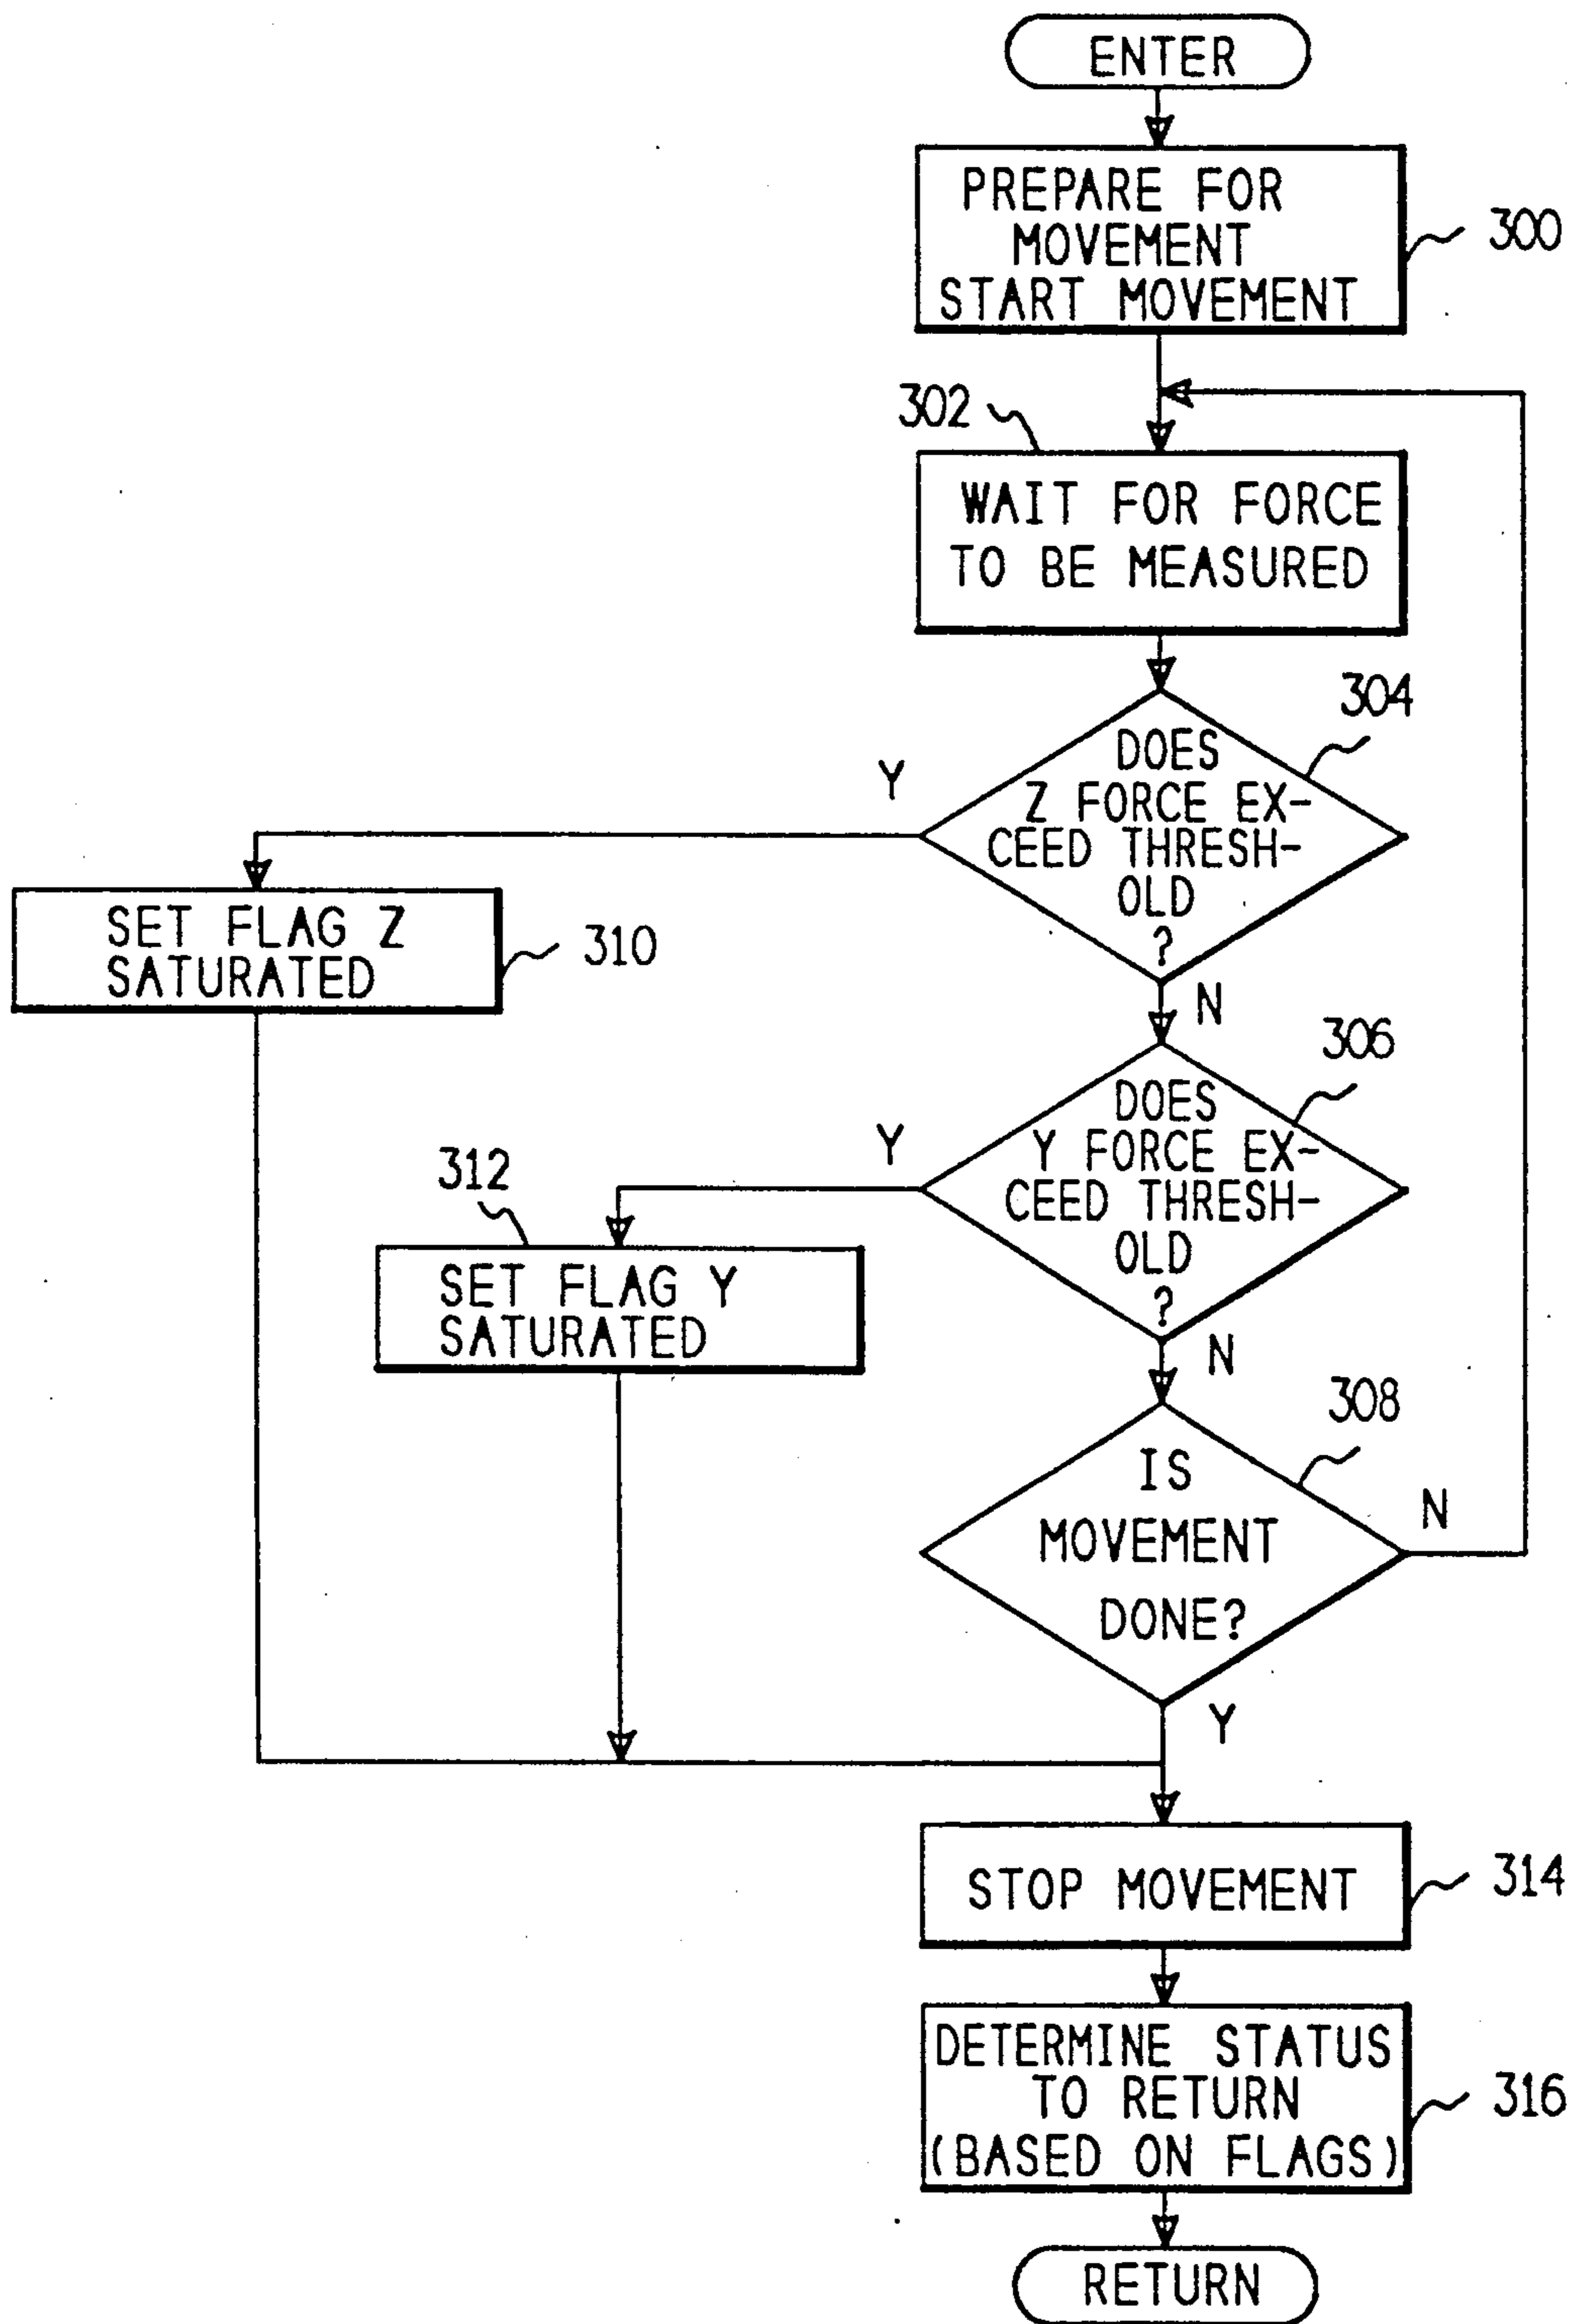 ENTER
PREPARE FOR
MOVEMENT
START MOVEMENT
300
302
WAIT FOR FORCE
TO BE MEASURED
304
DOES
Z FORCE EX-
CEED THRESH-
OLD
?
Y
N
SET FLAG Z
SATURATED
310
306
DOES
Y FORCE EX-
CEED THRESH-
OLD
?
Y
N
312
SET FLAG Y
SATURATED
308
IS
MOVEMENT
DONE?
N
Y
STOP MOVEMENT
314
DETERMINE STATUS
TO RETURN
(BASED ON FLAGS)
316
RETURN